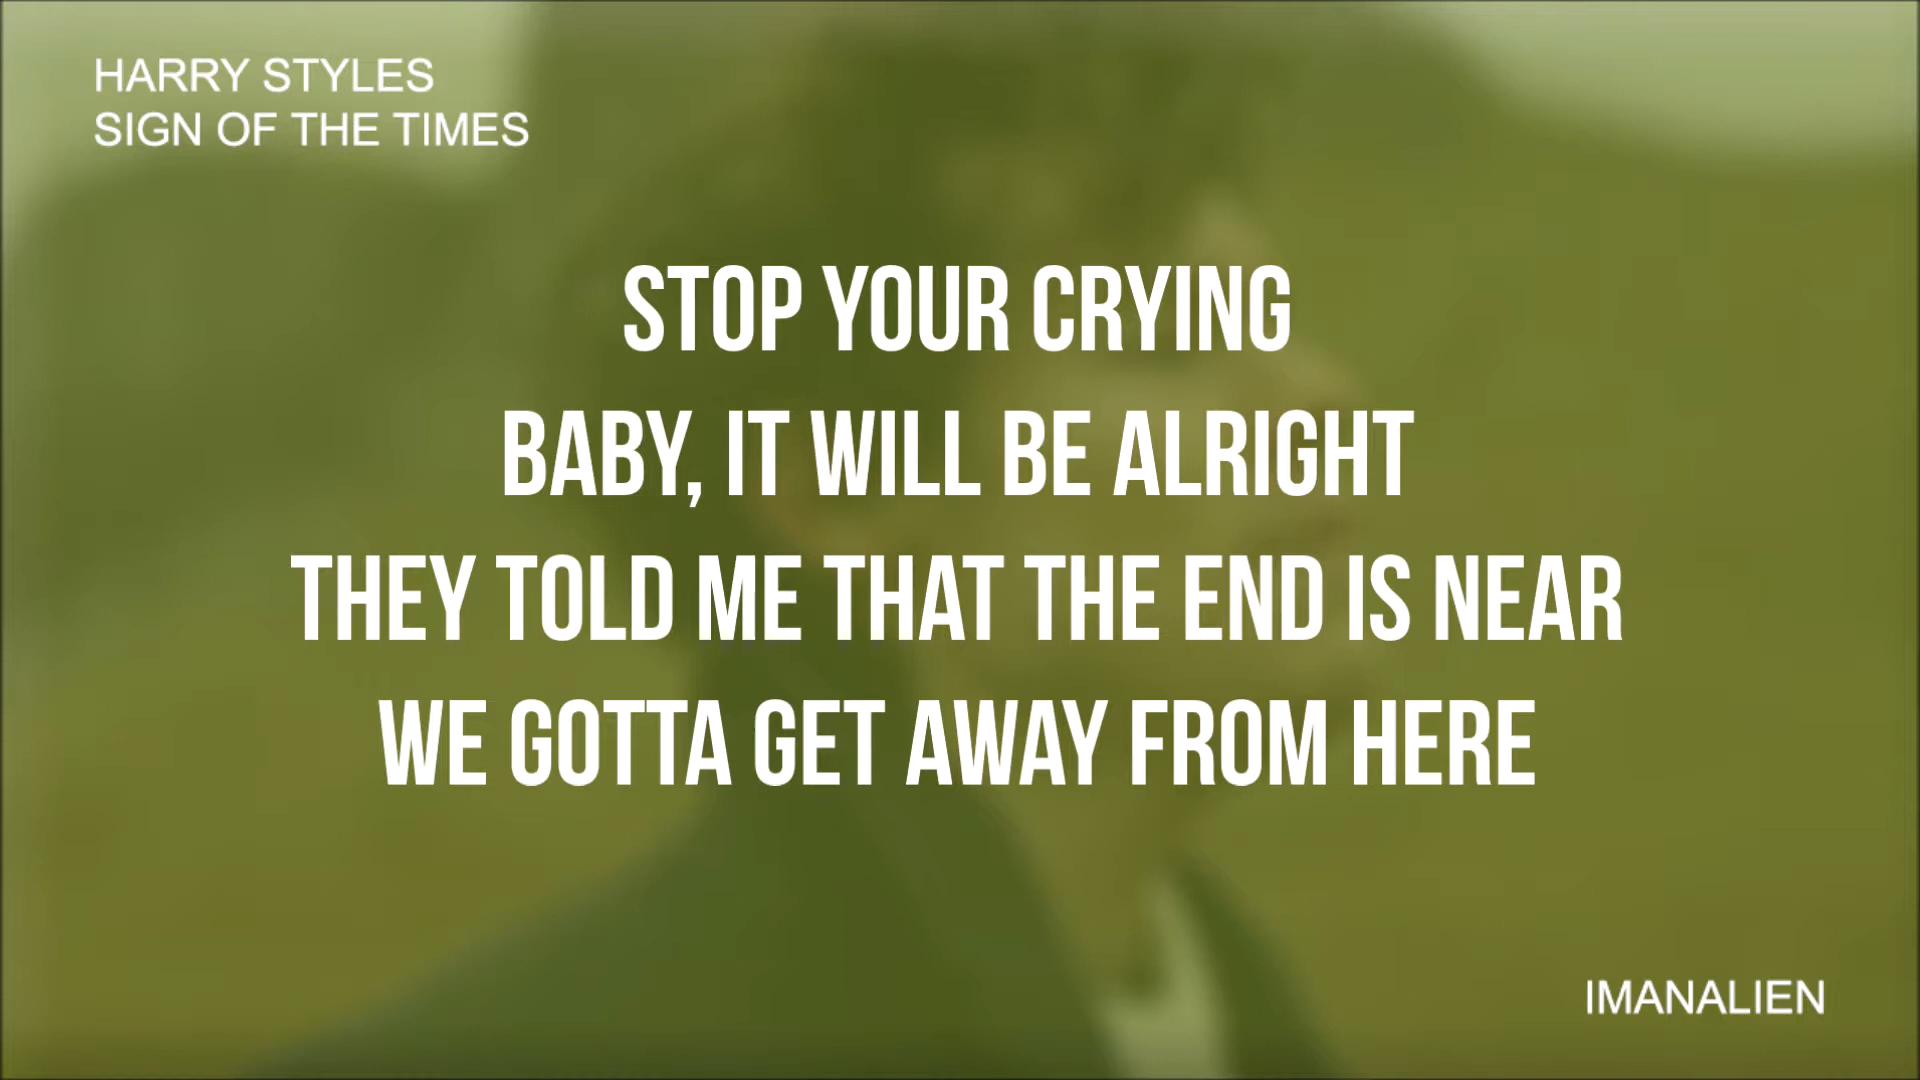 HARRY STYLES
SIGN OF THE TIMES
STOP YOUR CRYING
BABY, IT WILL BE ALRIGHT
THEY TOLD ME THAT THE END IS NEAR
WE GOTTA GET AWAY FROM HERE
IMANALIEN